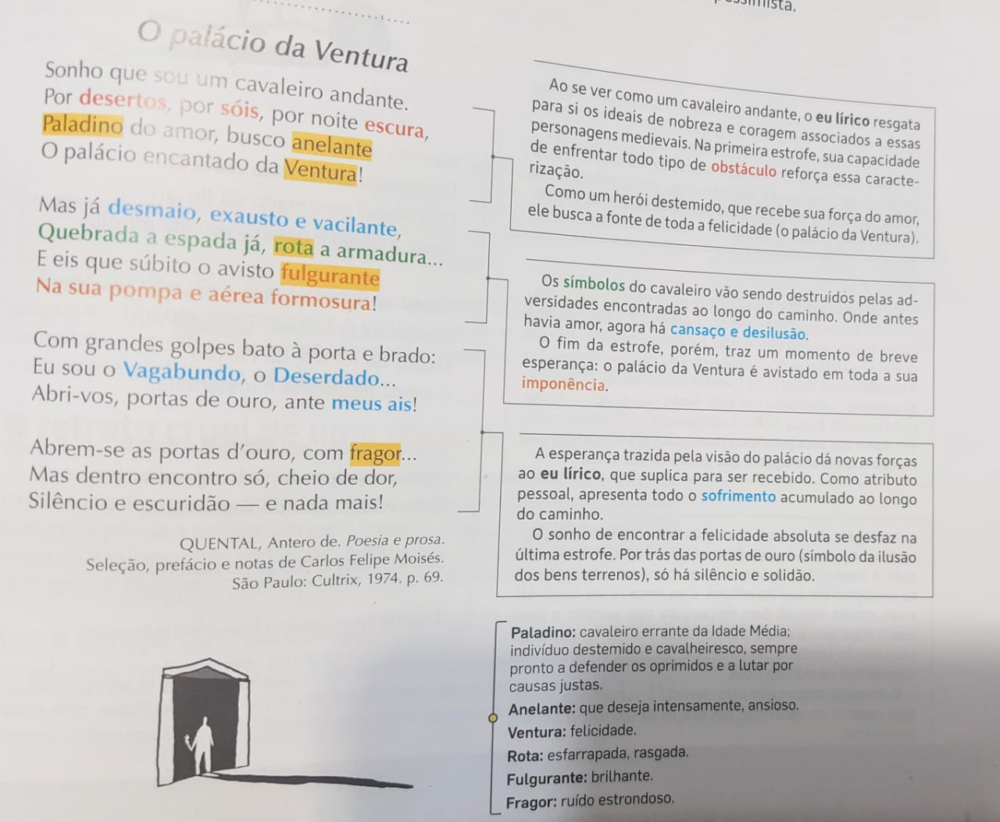 O palácio da Ventura
Sonho que sou um cavaleiro andante.
Por desertos, por sóis, por noite escura,
Paladino do amor, busco anelante
O palácio encantado da Ventura!
Mas já desmaio, exausto e vacilante,
Quebrada a espada já, rota a armadura...
E eis que súbito o avisto fulgurante
Na sua pompa e aérea formosura!
Com grandes golpes bato à porta e brado:
Eu sou o Vagabundo, o Deserdado...
Abri-vos, portas de ouro, ante meus ais!
Abrem-se as portas d'ouro, com fragor...
Mas dentro encontro só, cheio de dor,
Silêncio e escuridão — e nada mais!
QUENTAL, Antero de. Poesia e prosa.
Seleção, prefácio e notas de Carlos Felipe Moisés.
São Paulo: Cultrix, 1974. p. 69.
Ao se ver como um cavaleiro andante, o eu lírico resgata
para si os ideais de nobreza e coragem associados a essas
personagens medievais. Na primeira estrofe, sua capacidade
de enfrentar todo tipo de obstáculo reforça essa caracte-
rização.
Como um herói destemido, que recebe sua força do amor,
ele busca a fonte de toda a felicidade (o palácio da Ventura).
Os símbolos do cavaleiro vão sendo destruídos pelas ad-
versidades encontradas ao longo do caminho. Onde antes
havia amor, agora há cansaço e desilusão.
O fim da estrofe, porém, traz um momento de breve
esperança: o palácio da Ventura é avistado em toda a sua
imponência.
A esperança trazida pela visão do palácio dá novas forças
ao eu lírico, que suplica para ser recebido. Como atributo
pessoal, apresenta todo o sofrimento acumulado ao longo
do caminho.
O sonho de encontrar a felicidade absoluta se desfaz na
última estrofe. Por trás das portas de ouro (símbolo da ilusão
dos bens terrenos), só há silêncio e solidão.
Paladino: cavaleiro errante da Idade Média;
indivíduo destemido e cavalheiresco, sempre
pronto a defender os oprimidos e a lutar por
causas justas.
Anelante: que deseja intensamente, ansioso.
Ventura: felicidade.
Rota: esfarrapada, rasgada.
Fulgurante: brilhante.
Fragor: ruído estrondoso.